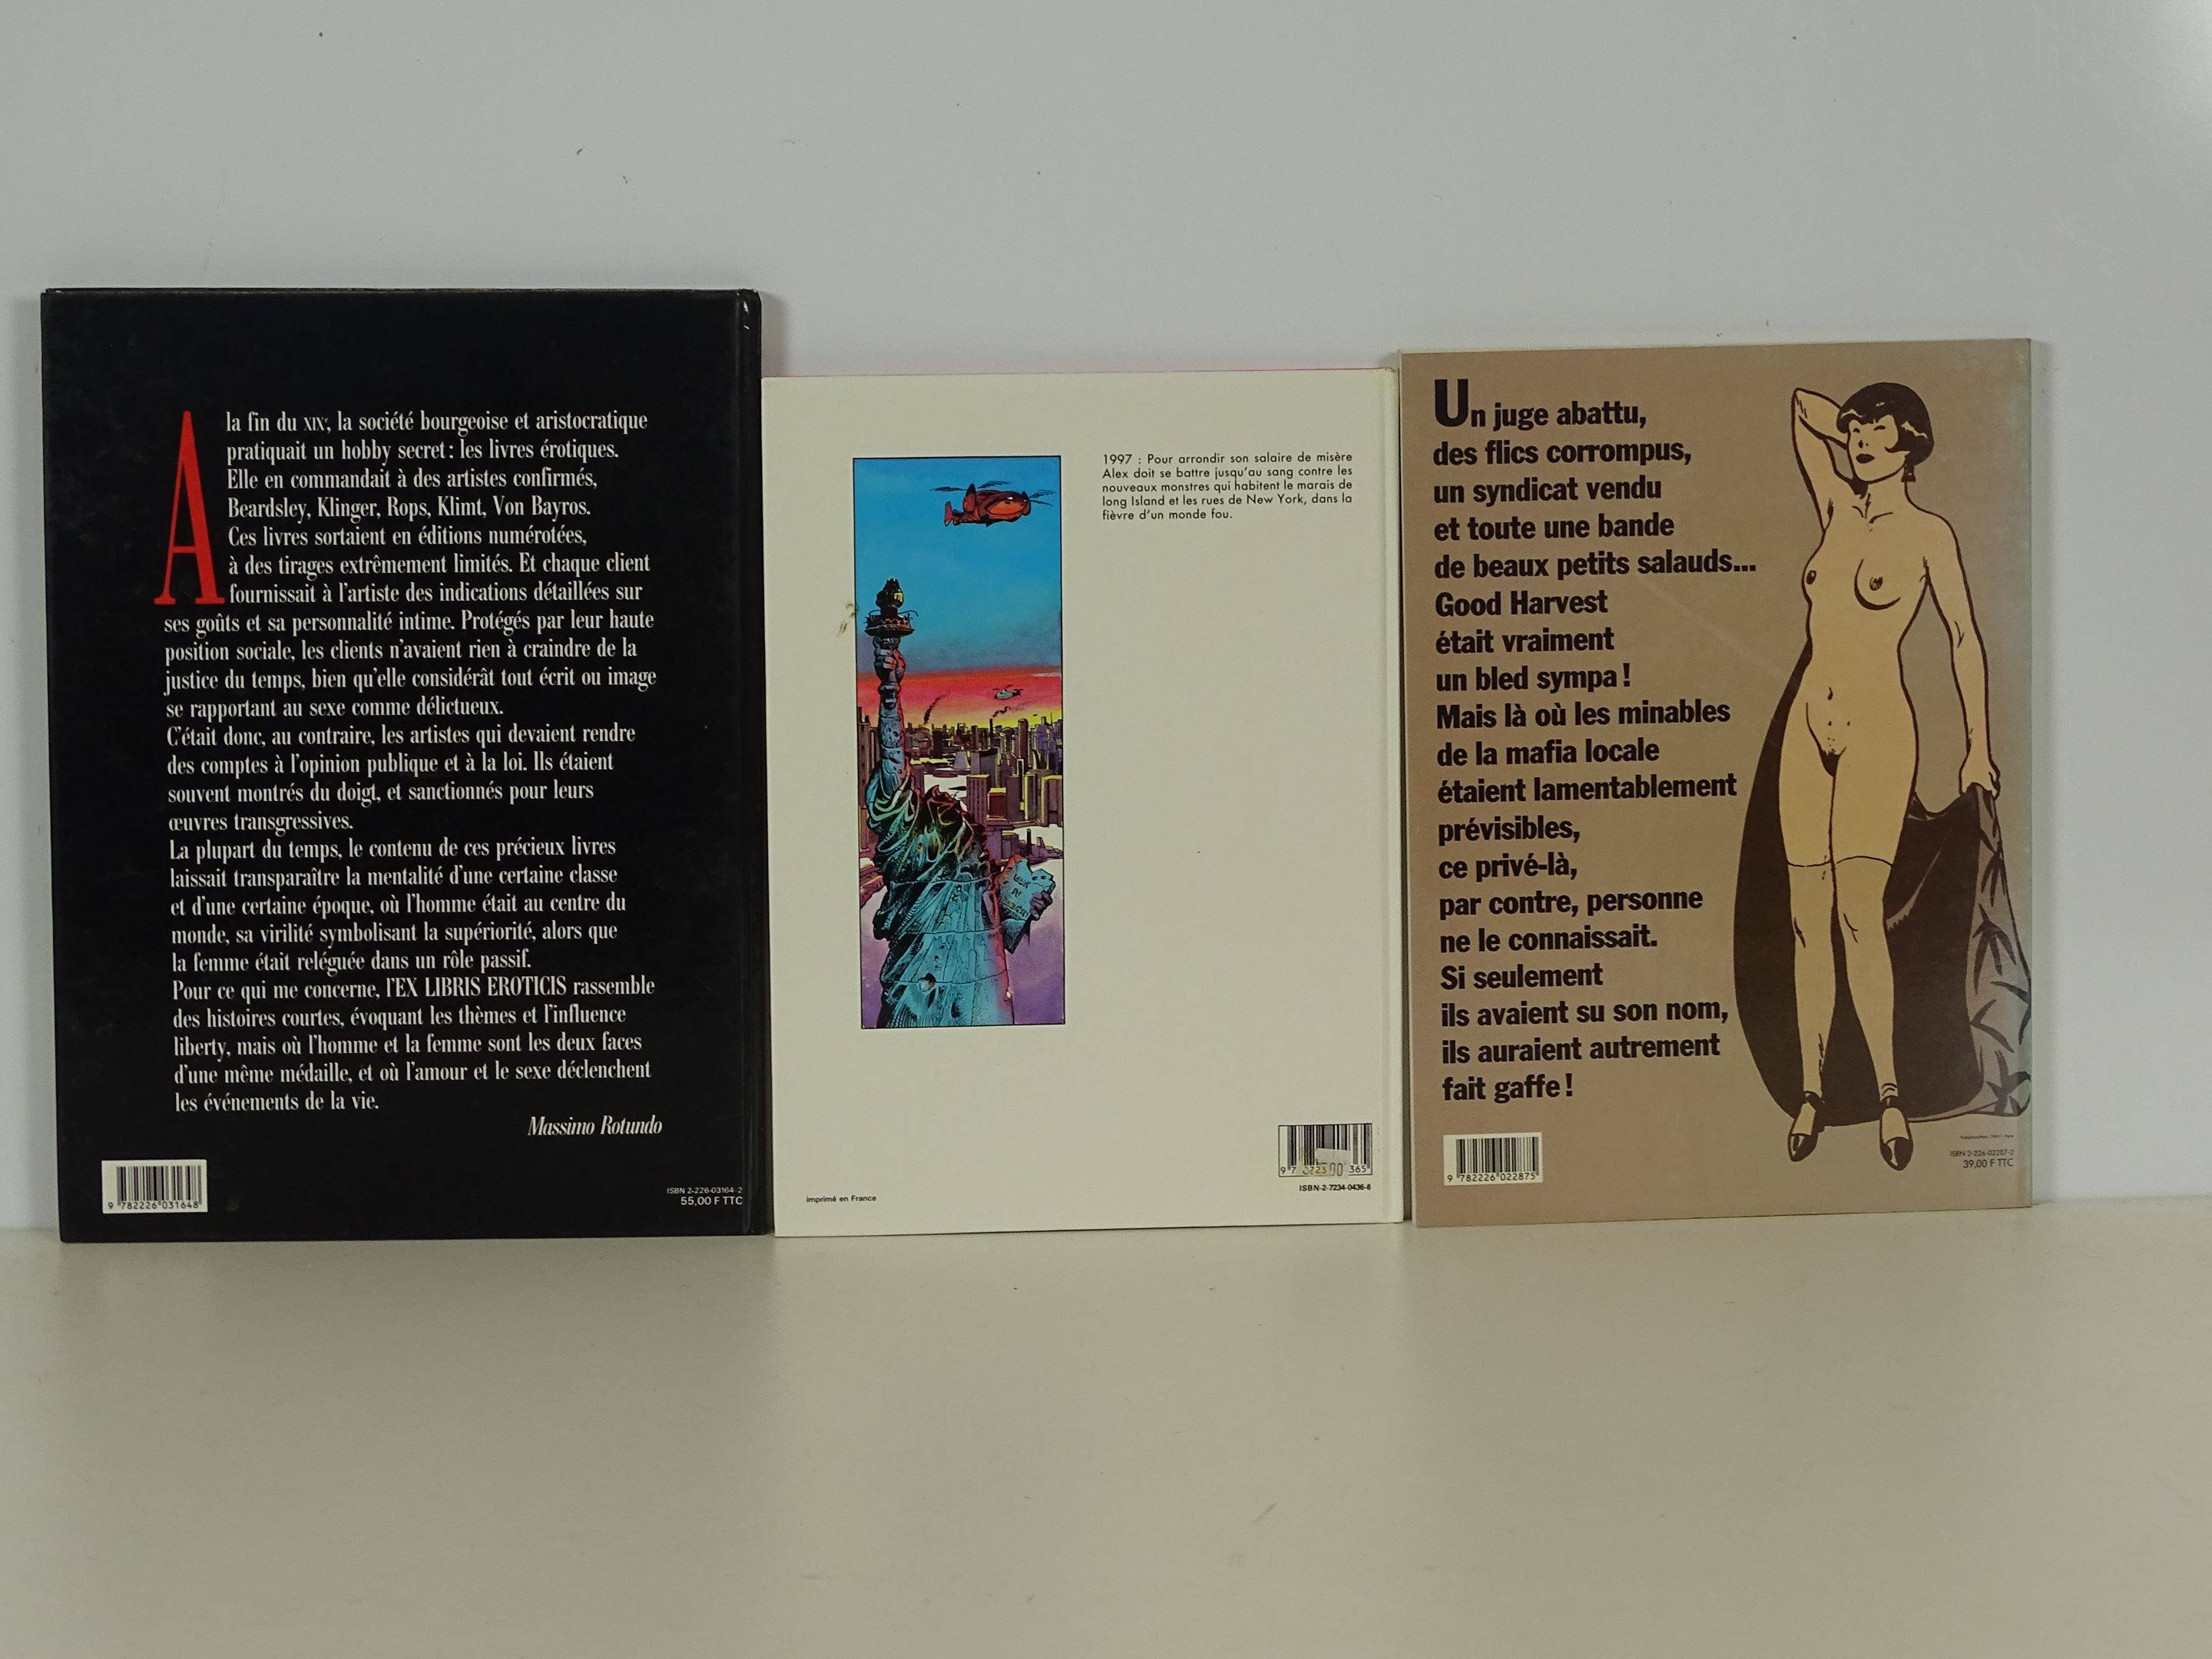 A
la fin du XIXe, la société bourgeoise et aristocratique
pratiquait un hobby secret : les livres érotiques.
Elle en commandait à des artistes confirmés,
Beardsley, Klinger, Rops, Klimt, Von Bayros.
Ces livres sortaient en éditions numérotées,
à des tirages extrêmement limités. Et chaque client
fournissait à l'artiste des indications détaillées sur
ses goûts et sa personnalité intime. Protégés par leur haute
position sociale, les clients n'avaient rien à craindre de la
justice du temps, bien qu'elle considérât tout écrit ou image
se rapportant au sexe comme délictueux.
C'était donc, au contraire, les artistes qui devaient rendre
des comptes à l'opinion publique et à la loi. Ils étaient
souvent montrés du doigt, et sanctionnés pour leurs
œuvres transgressives.
La plupart du temps, le contenu de ces précieux livres
laissait transparaître la mentalité d'une certaine classe
et d'une certaine époque, où l'homme était au centre du
monde, sa virilité symbolisant la supériorité, alors que
la femme était reléguée dans un rôle passif.
Pour ce qui me concerne, l'EX LIBRIS EROTICIS rassemble
des histoires courtes, évoquant les thèmes et l'influence
liberty, mais où l'homme et la femme sont les deux faces
d'une même médaille, et où l'amour et le sexe déclenchent
les événements de la vie.
Massimo Rotundo
9 782226 031648
ISBN 2-226-03164-2
55,00 F TTC
1997 : Pour arrondir son salaire de misère
Alex doit se battre jusqu'au sang contre les
nouveaux monstres qui habitent le marais de
long Island et les rues de New York, dans la
fièvre d'un monde fou.
imprimé en France
ISBN-2-7234-0436-6
Un juge abattu,
des flics corrompus,
un syndicat vendu
et toute une bande
de beaux petits salauds...
Good Harvest
était vraiment
un bled sympa !
Mais là où les minables
de la mafia locale
étaient lamentablement
prévisibles,
ce privé-là,
par contre, personne
ne le connaissait.
Si seulement
ils avaient su son nom,
ils auraient autrement
fait gaffe !
9 782226 022875
ISBN 2-226-02287-2
39,00 F TTC